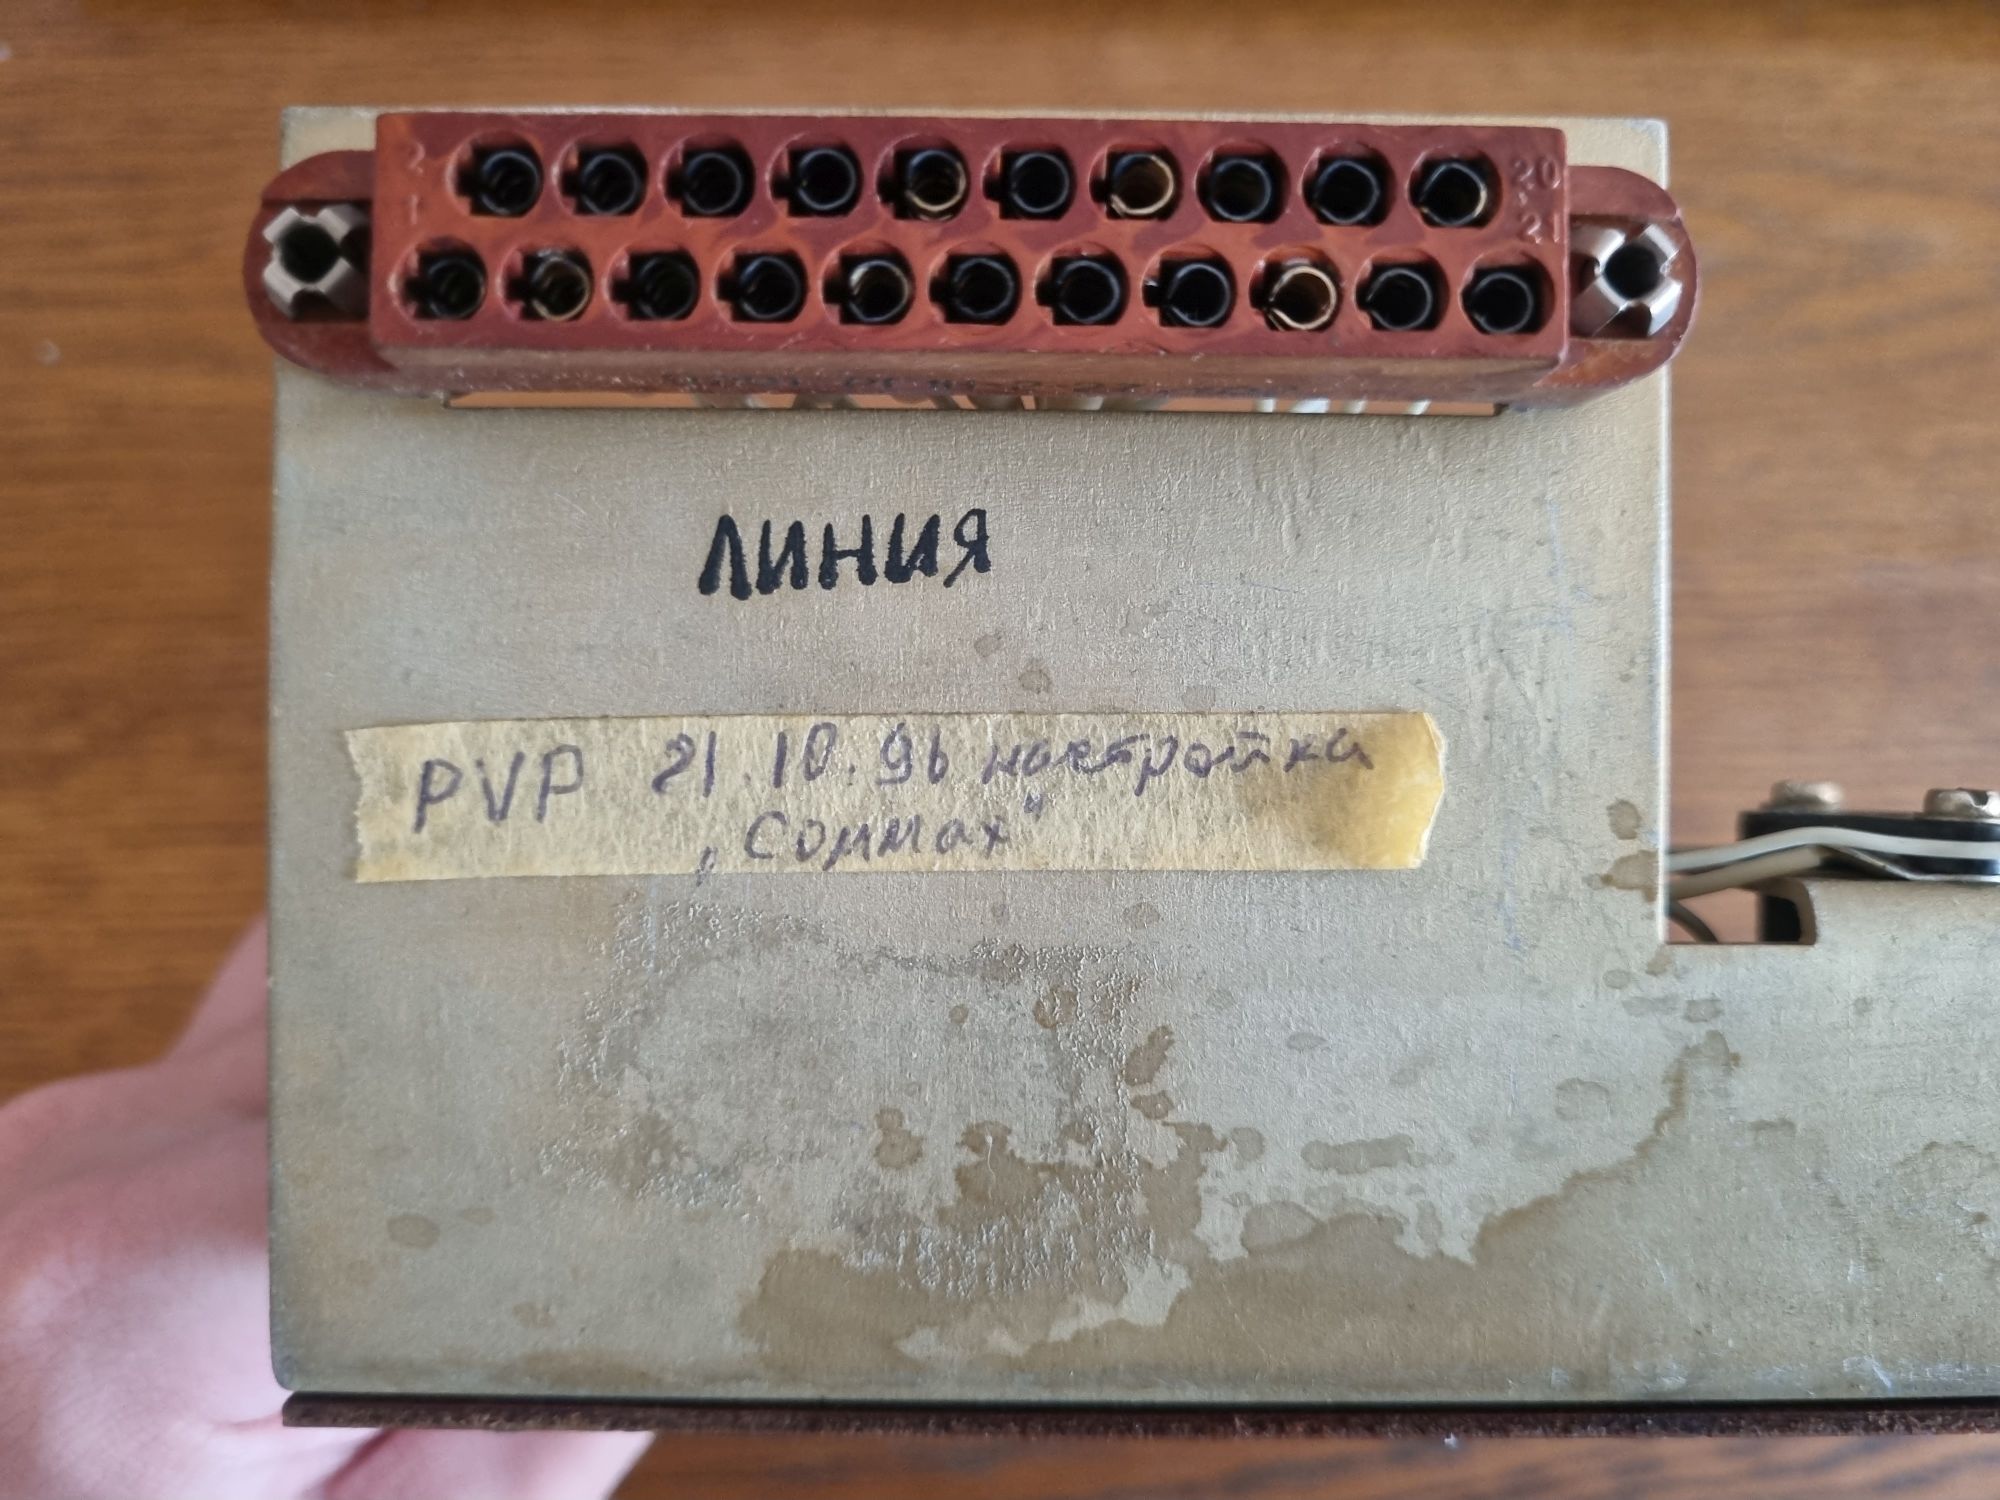 2 20
1 21
ЛИНИЯ
PVP 21.10.96 настройка
„Соммах"